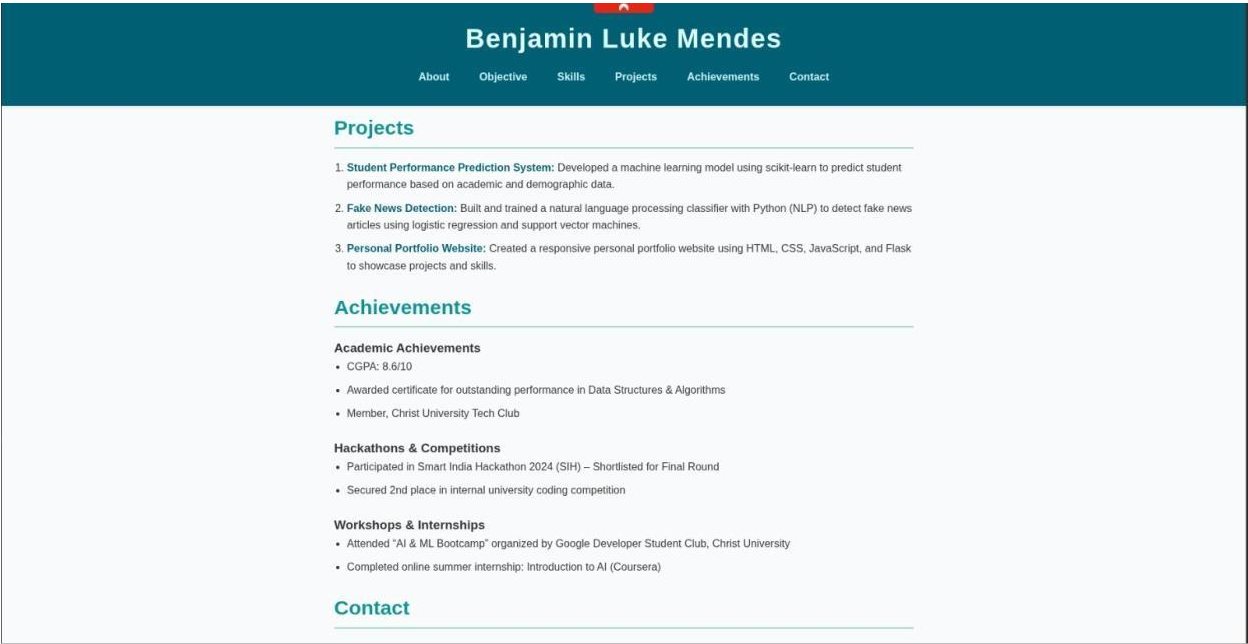 Benjamin Luke Mendes
About Objective Skills Projects Achievements Contact
Projects
1. Student Performance Prediction System: Developed a machine learning model using scikit-learn to predict student
performance based on academic and demographic data.
2. Fake News Detection: Built and trained a natural language processing classifier with Python (NLP) to detect fake news
articles using logistic regression and support vector machines.
3. Personal Portfolio Website: Created a responsive personal portfolio website using HTML, CSS, JavaScript, and Flask
to showcase projects and skills.
Achievements
Academic Achievements
• CGPA: 8.6/10
• Awarded certificate for outstanding performance in Data Structures & Algorithms
• Member, Christ University Tech Club
Hackathons & Competitions
• Participated in Smart India Hackathon 2024 (SIH) – Shortlisted for Final Round
• Secured 2nd place in internal university coding competition
Workshops & Internships
• Attended “AI & ML Bootcamp” organized by Google Developer Student Club, Christ University
• Completed online summer internship: Introduction to AI (Coursera)
Contact